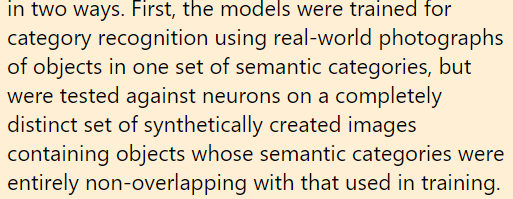 in two ways. First, the models were trained for
category recognition using real-world photographs
of objects in one set of semantic categories, but
were tested against neurons on a completely
distinct set of synthetically created images
containing objects whose semantic categories were
entirely non-overlapping with that used in training.